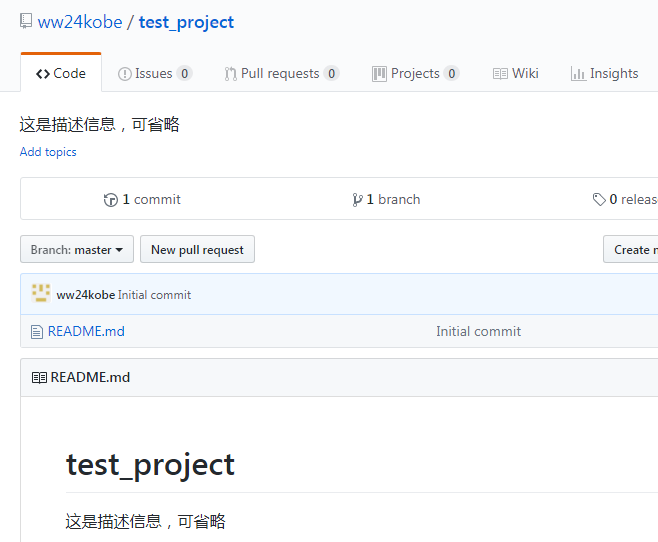 ww24kobe / test_project
Code Issues 0 Pull requests 0 Projects 0 Wiki Insights
这是描述信息，可省略
Add topics
1 commit 1 branch 0 releas
Branch: master New pull request Create n
ww24kobe Initial commit
README.md Initial commit
README.md
test_project
这是描述信息，可省略